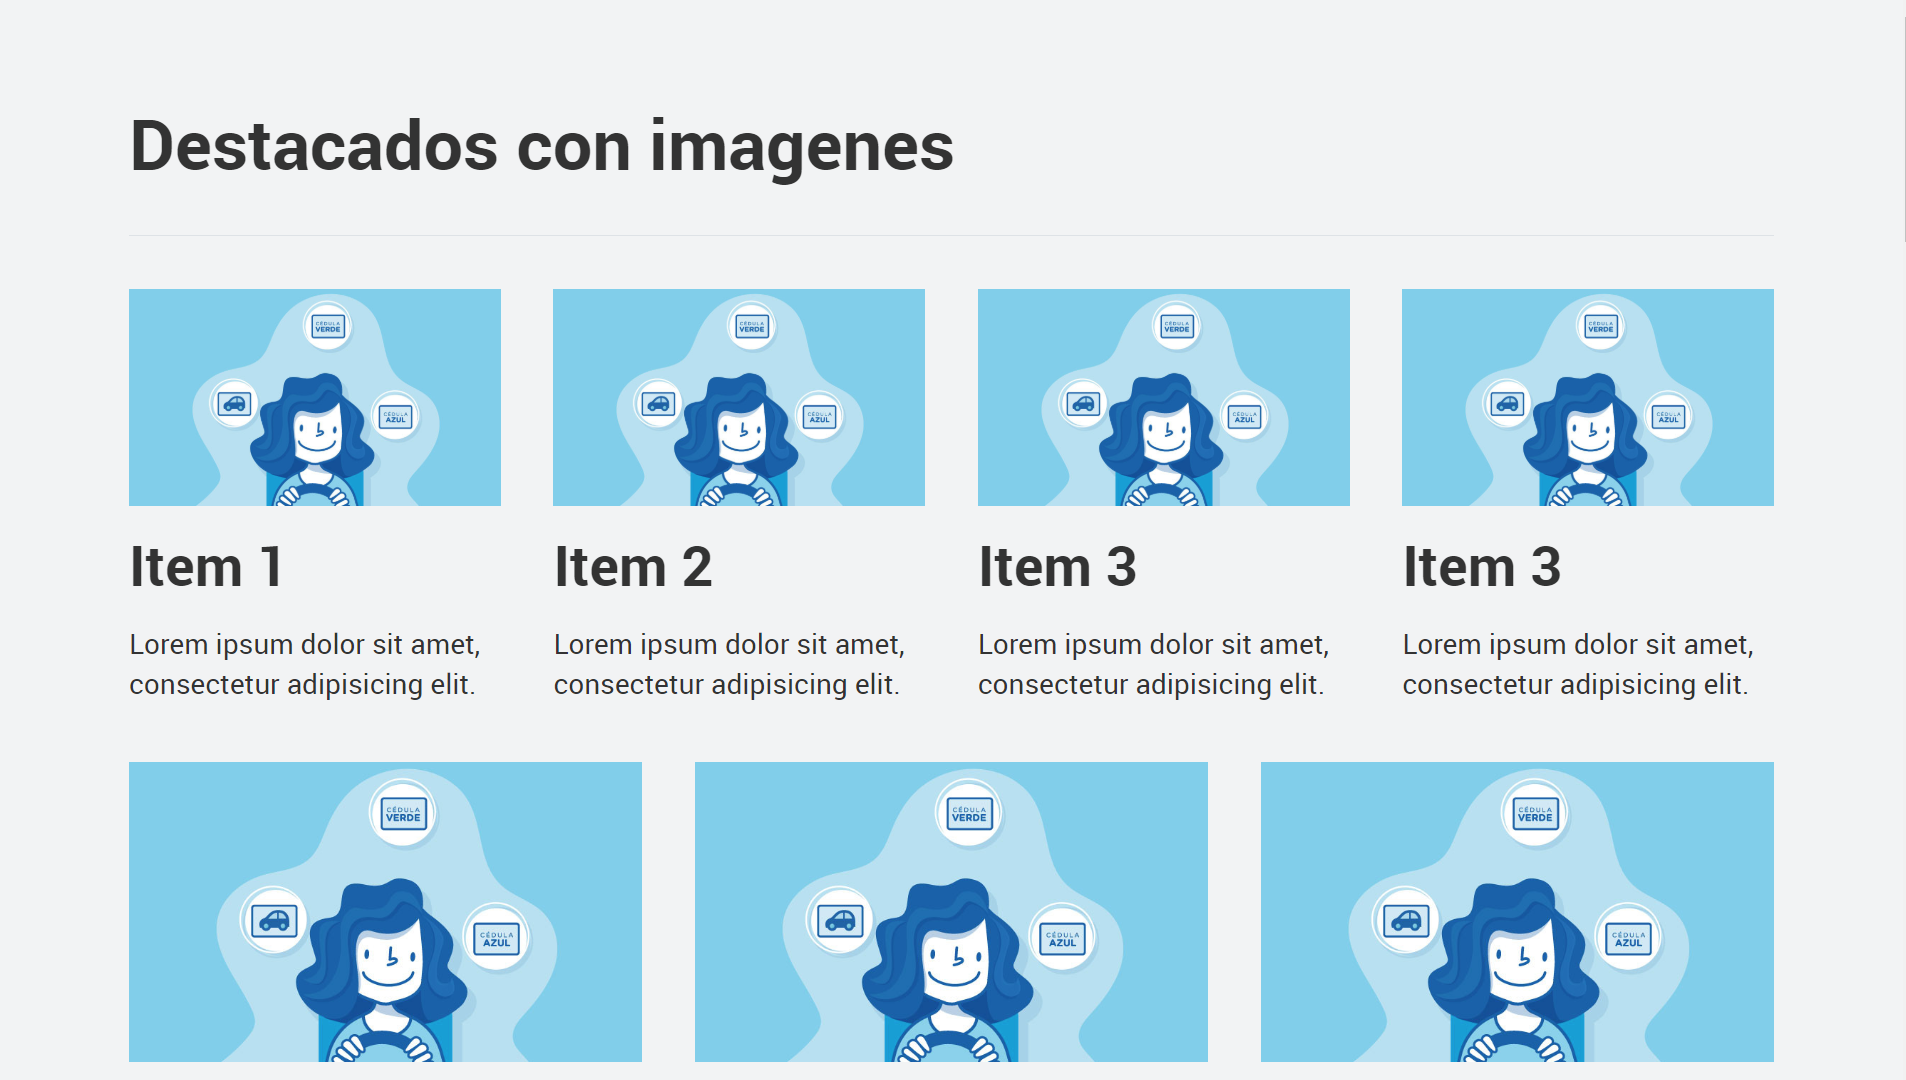 Destacados con imagenes
CÉDULA
VERDE
CÉDULA
AZUL
CÉDULA
VERDE
CÉDULA
AZUL
CÉDULA
VERDE
CÉDULA
AZUL
CÉDULA
VERDE
CÉDULA
AZUL
Item 1
Lorem ipsum dolor sit amet,
consectetur adipisicing elit.
Item 2
Lorem ipsum dolor sit amet,
consectetur adipisicing elit.
Item 3
Lorem ipsum dolor sit amet,
consectetur adipisicing elit.
Item 3
Lorem ipsum dolor sit amet,
consectetur adipisicing elit.
CÉDULA
VERDE
CÉDULA
AZUL
CÉDULA
VERDE
CÉDULA
AZUL
CÉDULA
VERDE
CÉDULA
AZUL